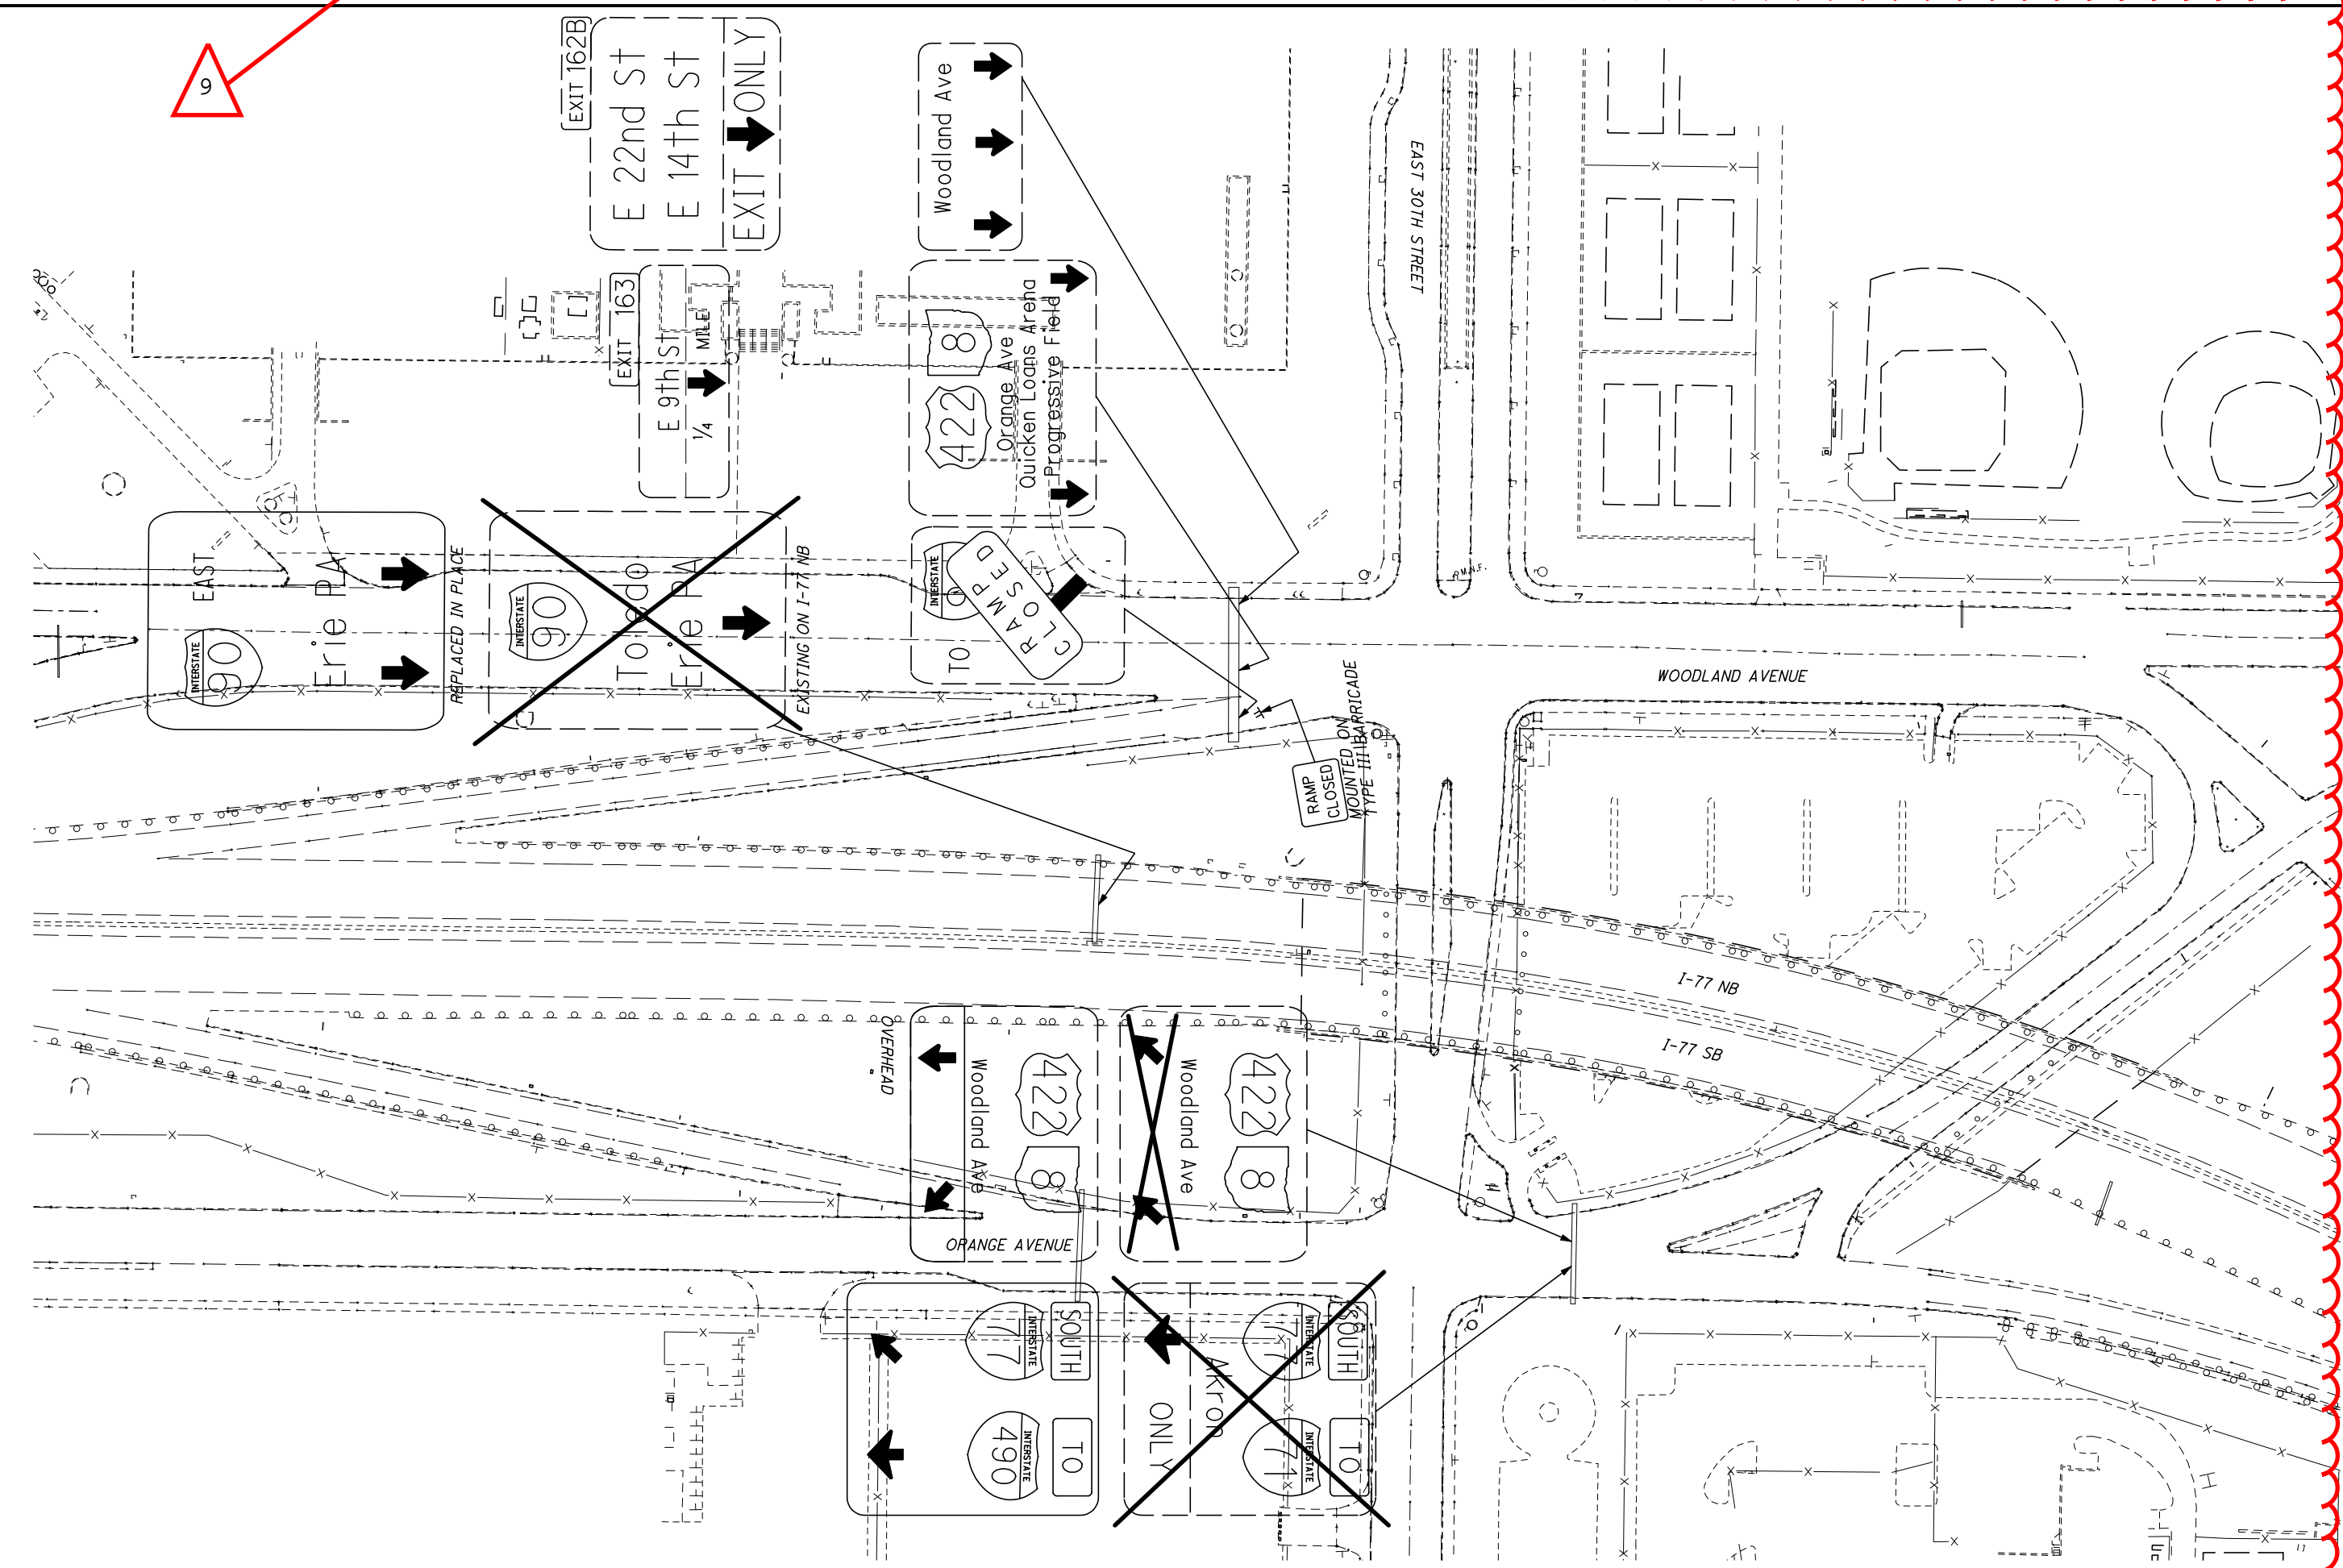 9
EXIT 162B
E 22nd St
E 14th St
EXIT ONLY
Woodland Ave
EXIT 163
E 9th St
1/4 MILE
8
422
Orange Ave
Quicken Loans Arena
Progressive Field
EAST
INTERSTATE
90
Erie PA
REPLACED IN PLACE
INTERSTATE
90
Toledo
Erie PA
EXISTING ON I-77 NB
INTERSTATE
TO
RAMP
CLOSED
EAST 30TH STREET
P.M.N.F.
WOODLAND AVENUE
RAMP
CLOSED
MOUNTED ON
TYPE III BARRICADE
I-77 NB
I-77 SB
OVERHEAD
422
8
Woodland Ave
422
8
Woodland Ave
ORANGE AVENUE
SOUTH
INTERSTATE
77
TO
INTERSTATE
490
SOUTH
INTERSTATE
77
TO
INTERSTATE
71
Akron
ONLY